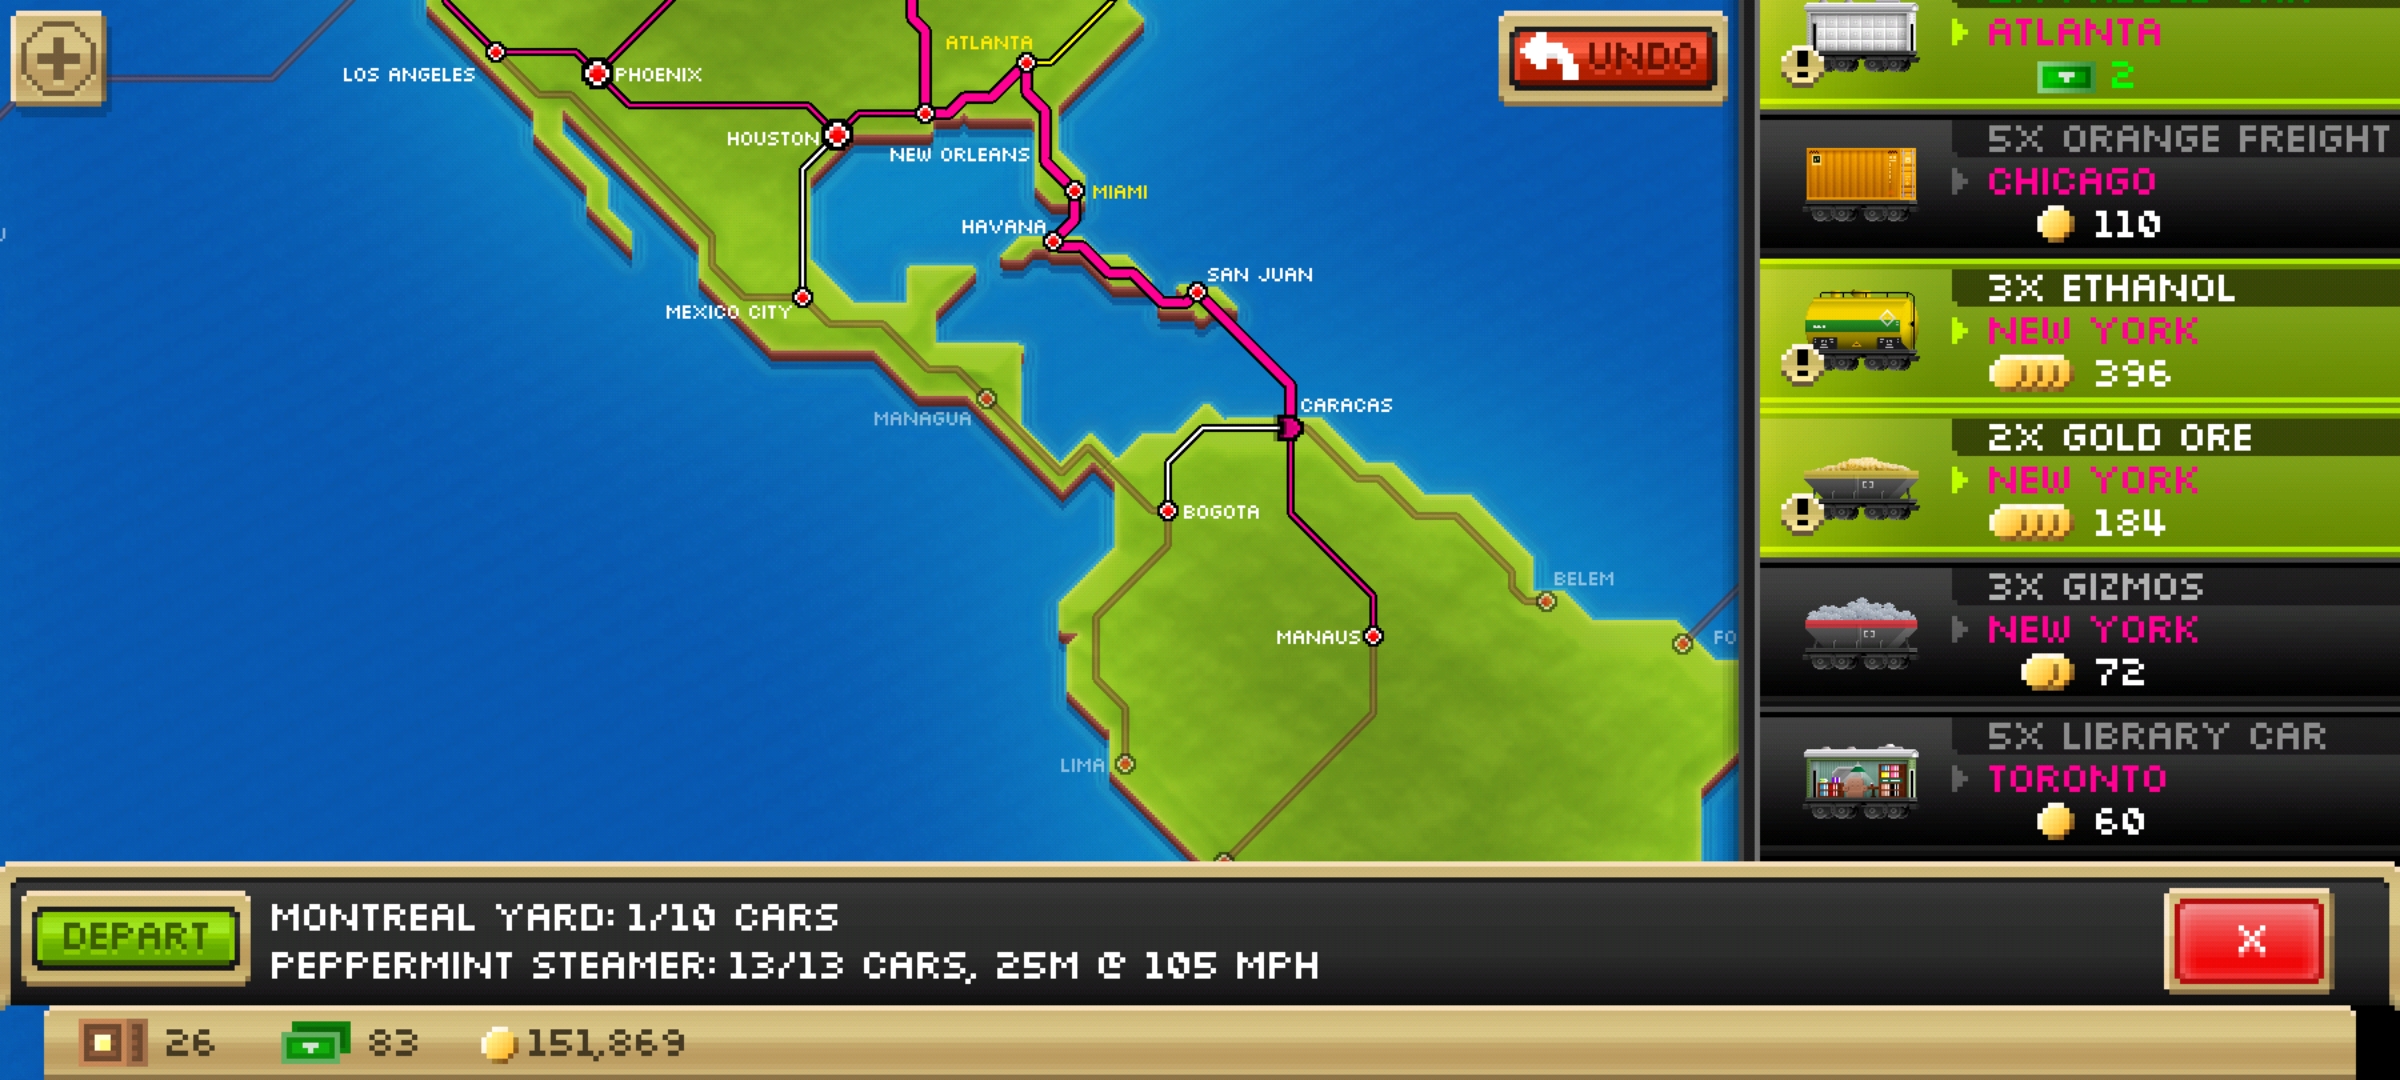 ATLANTA
LOS ANGELES
PHOENIX
HOUSTON
NEW ORLEANS
MIAMI
HAVANA
SAN JUAN
MEXICO CITY
CARACAS
MANAGUA
BOGOTA
BELEM
MANAUS
FO
LIMA
UNDO
ATLANTA
2
5X ORANGE FREIGHT
CHICAGO
110
3X ETHANOL
NEW YORK
396
2X GOLD ORE
NEW YORK
184
3X GIZMOS
NEW YORK
72
5X LIBRARY CAR
TORONTO
60
DEPART
MONTREAL YARD: 1/10 CARS
PEPPERMINT STEAMER: 13/13 CARS, 25M @ 105 MPH
X
26
83
151,869